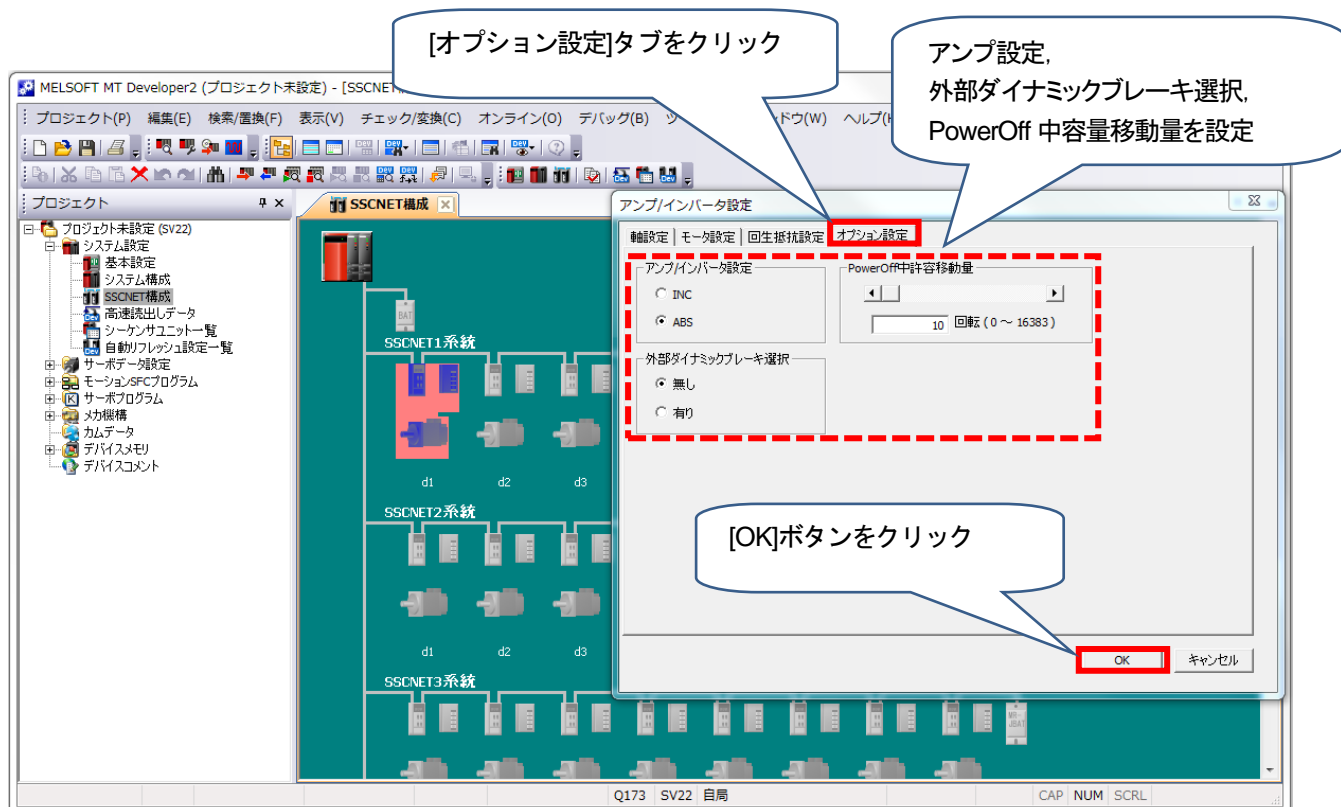 [オプション設定]タブをクリック
アンプ設定,
外部ダイナミックブレーキ選択,
PowerOff 中容量移動量を設定
MELSOFT MT Developer2 (プロジェクト未設定) - [SSCNET
プロジェクト(P) 編集(E) 検索/置換(F) 表示(V) チェック/変換(C) オンライン(O) デバッグ(B) ツ ドウ(W) ヘルプ(H
プロジェクト
SSCNET構成
プロジェクト未設定 (SV22)
システム設定
基本設定
システム構成
SSCNET構成
高速読出しデータ
シーケンサユニット一覧
自動リフレッシュ設定一覧
サーボデータ設定
モーションSFCプログラム
サーボプログラム
メカ機構
カムデータ
デバイスメモリ
デバイスコメント
BAT
SSCNET1系統
d1 d2 d3
SSCNET2系統
d1 d2 d3
SSCNET3系統
MR-JBAT
アンプ/インバータ設定
軸設定 モータ設定 回生抵抗設定 オプション設定
アンプ/インバータ設定
INC
ABS
PowerOff中許容移動量
10 回転 ( 0 ～ 16383 )
外部ダイナミックブレーキ選択
無し
有り
[OK]ボタンをクリック
OK キャンセル
Q173 SV22 自局 CAP NUM SCRL